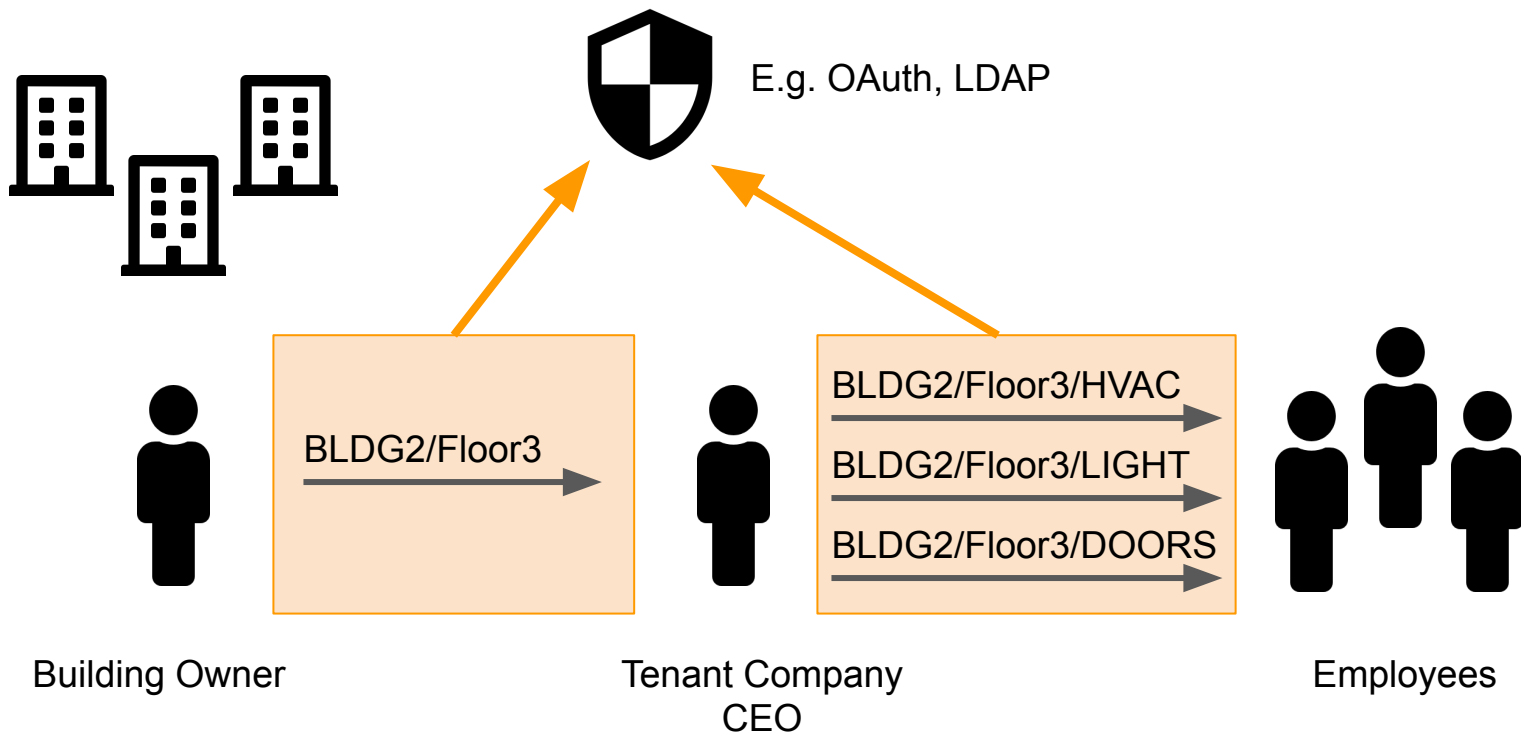 E.g. OAuth, LDAP
BLDG2/Floor3
BLDG2/Floor3/HVAC
BLDG2/Floor3/LIGHT
BLDG2/Floor3/DOORS
Building Owner
Tenant Company
CEO
Employees